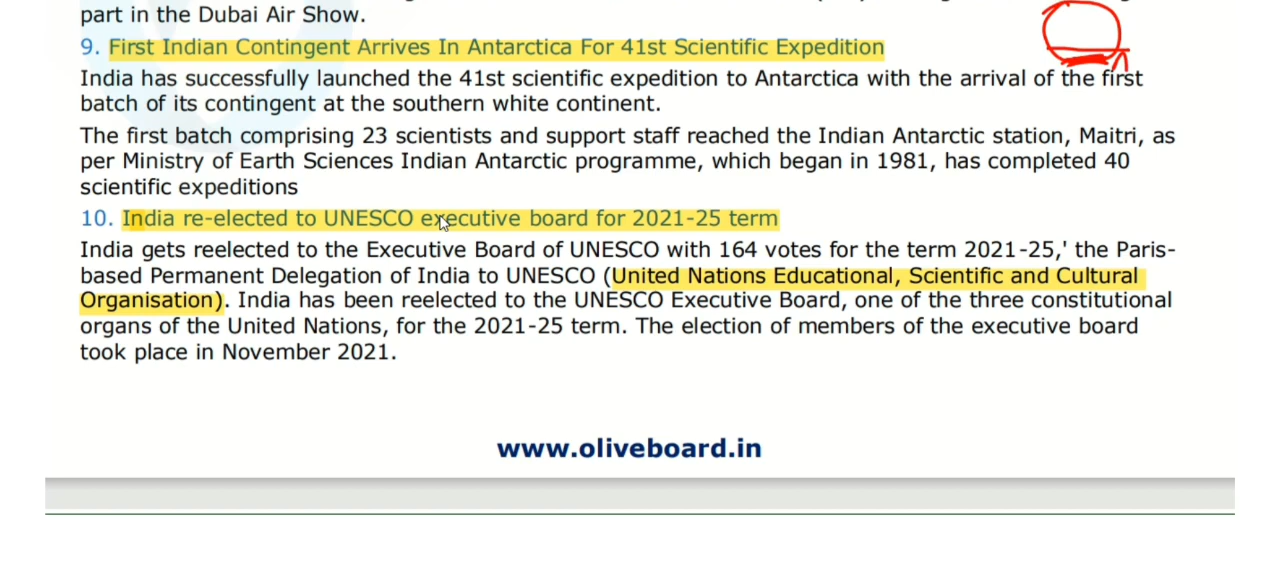 part in the Dubai Air Show.
9. First Indian Contingent Arrives In Antarctica For 41st Scientific Expedition
India has successfully launched the 41st scientific expedition to Antarctica with the arrival of the first
batch of its contingent at the southern white continent.
The first batch comprising 23 scientists and support staff reached the Indian Antarctic station, Maitri, as
per Ministry of Earth Sciences Indian Antarctic programme, which began in 1981, has completed 40
scientific expeditions
10. India re-elected to UNESCO executive board for 2021-25 term
India gets reelected to the Executive Board of UNESCO with 164 votes for the term 2021-25,' the Paris-
based Permanent Delegation of India to UNESCO (United Nations Educational, Scientific and Cultural
Organisation). India has been reelected to the UNESCO Executive Board, one of the three constitutional
organs of the United Nations, for the 2021-25 term. The election of members of the executive board
took place in November 2021.
www.oliveboard.in